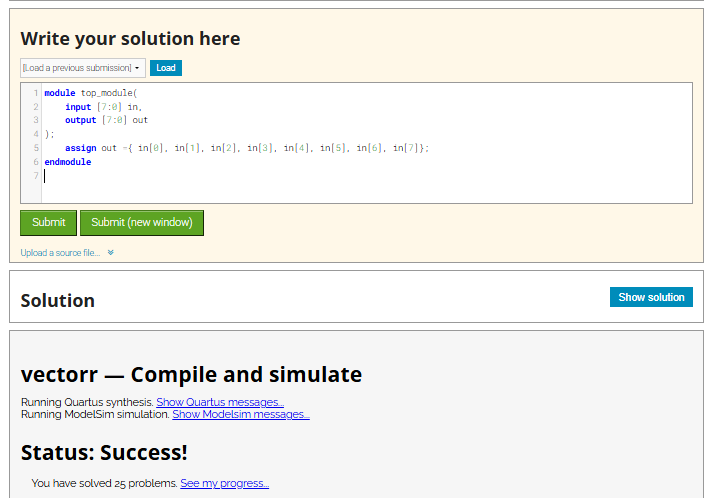 Write your solution here
[Load a previous submission] Load
1 module top_module(
2 input [7:0] in,
3 output [7:0] out
4 );
5 assign out ={ in[0], in[1], in[2], in[3], in[4], in[5], in[6], in[7]};
6 endmodule
7
Submit Submit (new window)
Upload a source file...
Solution Show solution
vectorr — Compile and simulate
Running Quartus synthesis. Show Quartus messages...
Running ModelSim simulation. Show Modelsim messages...
Status: Success!
You have solved 25 problems. See my progress...